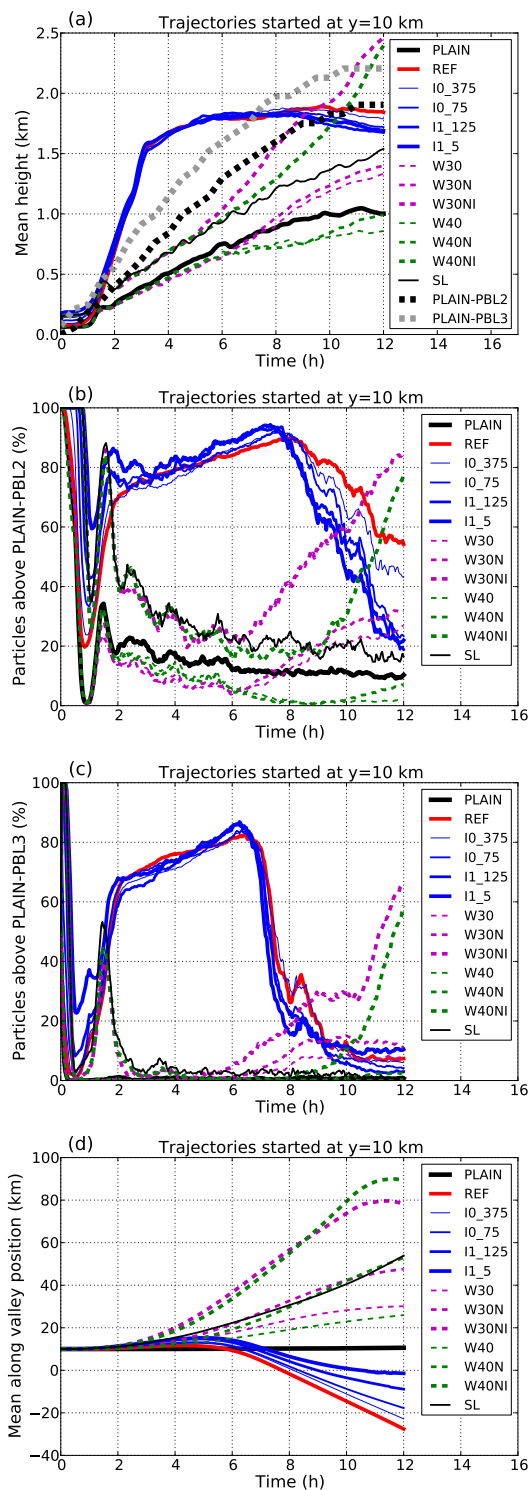 (a) Trajectories started at y=10 km
Mean height (km)
2.5
2.0
1.5
1.0
0.5
0.0
0 2 4 6 8 10 12 14 16
Time (h)
PLAIN
REF
I0_375
I0_75
I1_125
I1_5
W30
W30N
W30NI
W40
W40N
W40NI
SL
PLAIN-PBL2
PLAIN-PBL3
(b) Trajectories started at y=10 km
Particles above PLAIN-PBL2 (%)
100
80
60
40
20
0
0 2 4 6 8 10 12 14 16
Time (h)
PLAIN
REF
I0_375
I0_75
I1_125
I1_5
W30
W30N
W30NI
W40
W40N
W40NI
SL
(c) Trajectories started at y=10 km
Particles above PLAIN-PBL3 (%)
100
80
60
40
20
0
0 2 4 6 8 10 12 14 16
Time (h)
PLAIN
REF
I0_375
I0_75
I1_125
I1_5
W30
W30N
W30NI
W40
W40N
W40NI
SL
(d) Trajectories started at y=10 km
Mean along valley position (km)
100
80
60
40
20
0
−20
−40
0 2 4 6 8 10 12 14 16
Time (h)
PLAIN
REF
I0_375
I0_75
I1_125
I1_5
W30
W30N
W30NI
W40
W40N
W40NI
SL